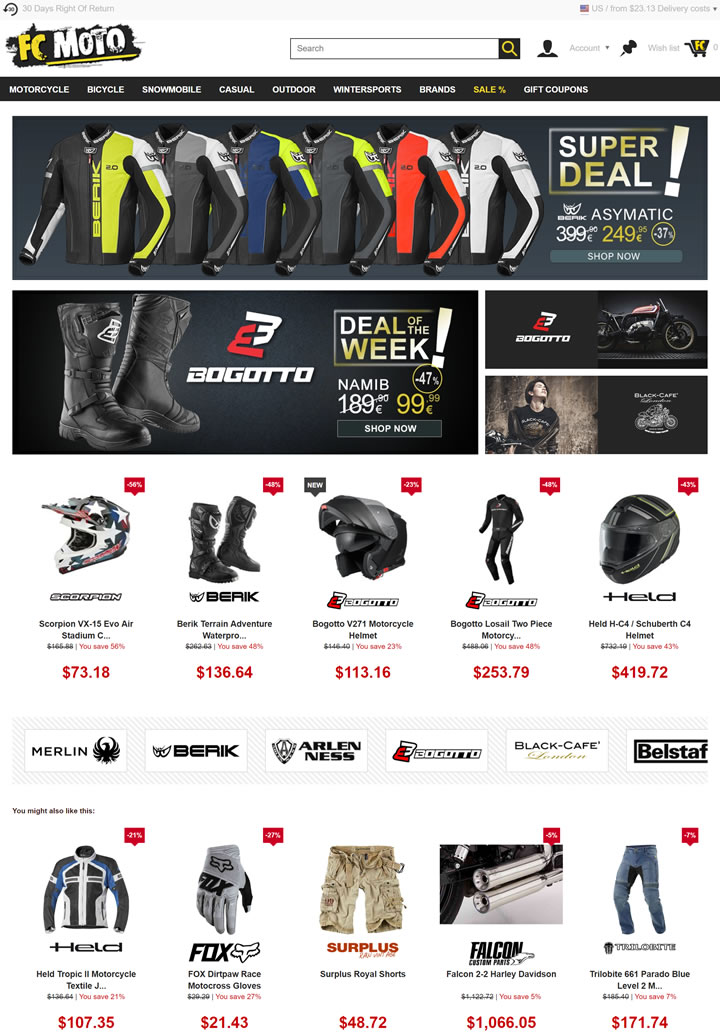 30 Days Right Of Return
US / from $23.13 Delivery costs
FC MOTO
Search
Account
Wish list
0
MOTORCYCLE BICYCLE SNOWMOBILE CASUAL OUTDOOR WINTERSPORTS BRANDS SALE % GIFT COUPONS
BERIK
2.0
SUPER
DEAL!
BERIK ASYMATIC
399,90 € 249,95 € -37%
SHOP NOW
BOGOTTO
DEAL OF THE
WEEK!
NAMIB -47%
189,90 € 99,99 €
SHOP NOW
BOGOTTO
BLACK-CAFE'
London
-56% -48% NEW -23% -48% -43%
SCORPION BERIK BOGOTTO BOGOTTO Held
Scorpion VX-15 Evo Air Stadium C...
$165.88 | You save 56%
$73.18
Berik Terrain Adventure Waterpro...
$262.63 | You save 48%
$136.64
Bogotto V271 Motorcycle Helmet
$146.40 | You save 23%
$113.16
Bogotto Losail Two Piece Motorcy...
$488.06 | You save 48%
$253.79
Held H-C4 / Schuberth C4 Helmet
$732.19 | You save 43%
$419.72
MERLIN BERIK ARLEN NESS BOGOTTO BLACK-CAFE' London Belstaf
You might also like this:
-21% -27% -5% -7%
Held FOX SURPLUS RAW VINTAGE FALCON CUSTOM PARTS TRILOBITE
Held Tropic II Motorcycle Textile J...
$136.64 | You save 21%
$107.35
FOX Dirtpaw Race Motocross Gloves
$29.29 | You save 27%
$21.43
Surplus Royal Shorts
$48.72
Falcon 2-2 Harley Davidson
$1,122.72 | You save 5%
$1,066.05
Trilobite 661 Parado Blue Level 2 M...
$185.40 | You save 7%
$171.74